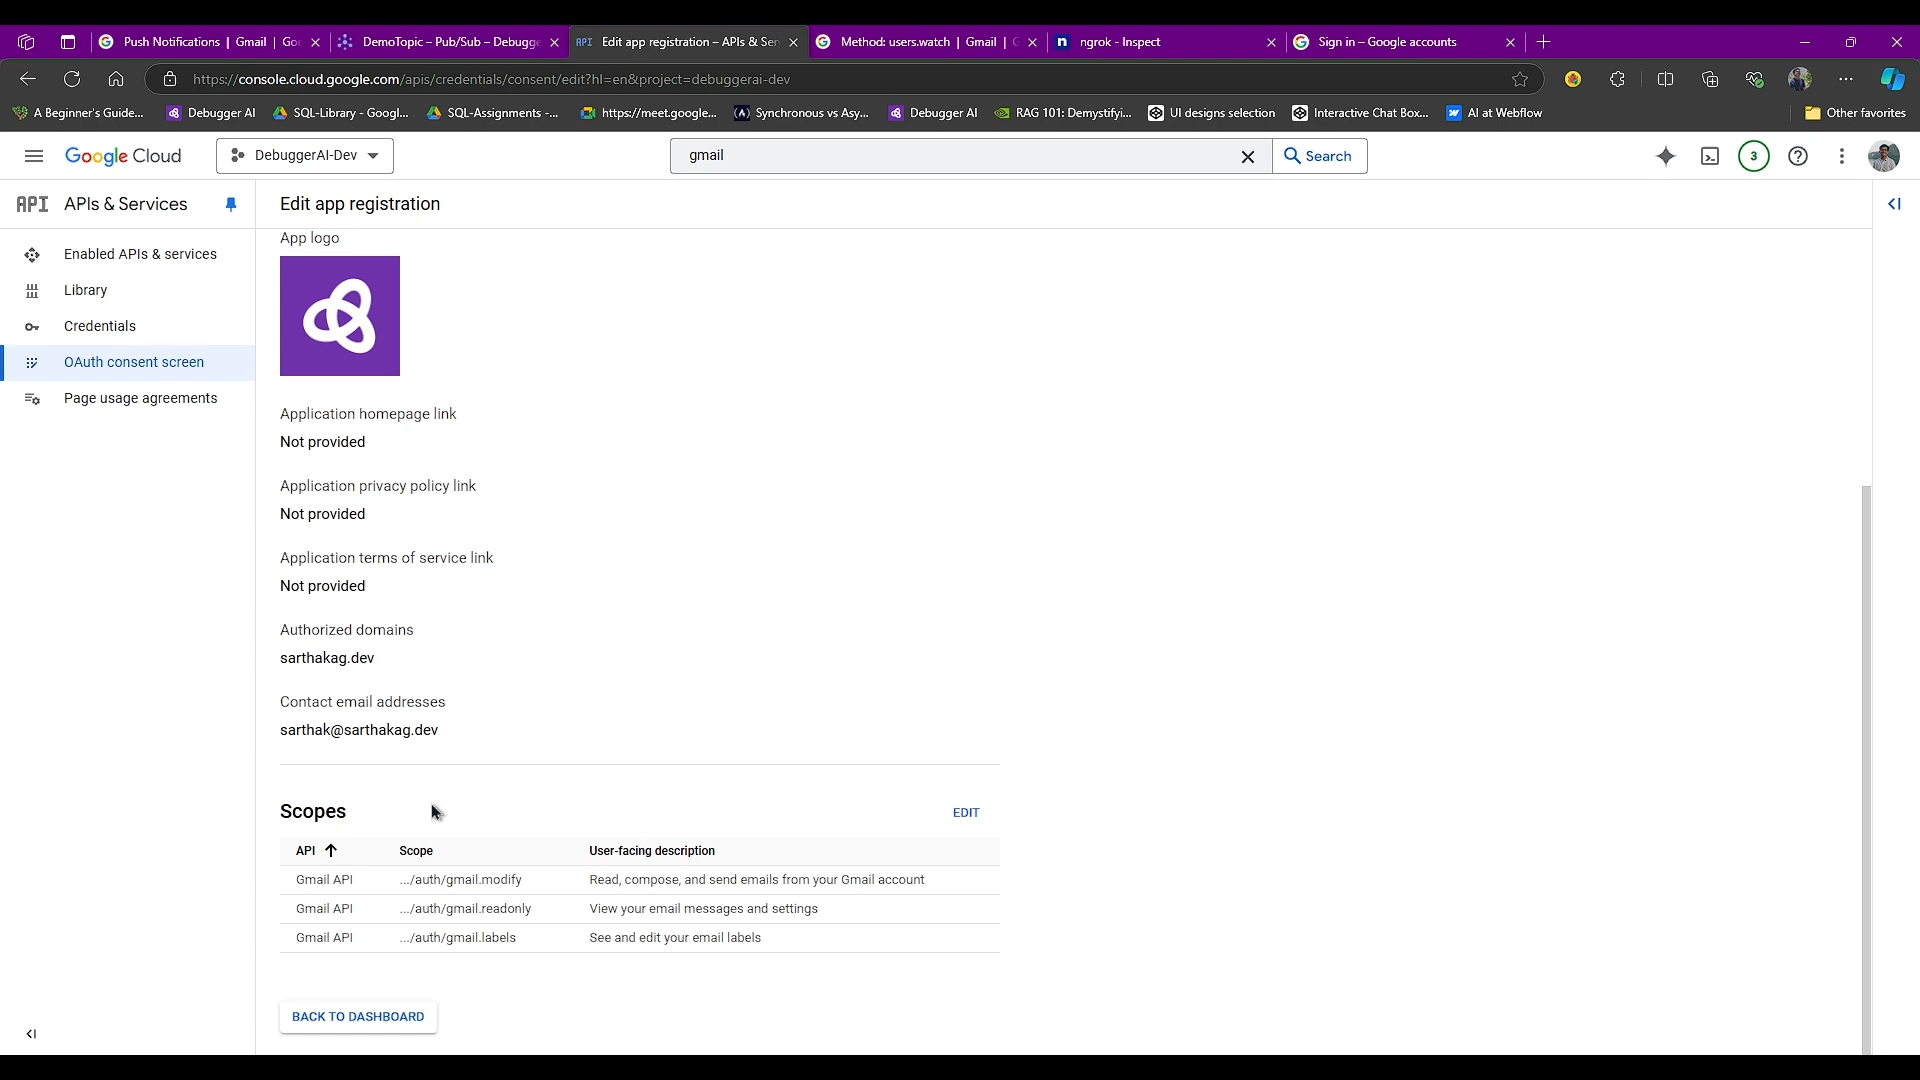 Push Notifications | Gmail | Goo
DemoTopic – Pub/Sub – Debugge
API Edit app registration – APIs & Ser
Method: users.watch | Gmail | G
n ngrok - Inspect
Sign in – Google accounts
https://console.cloud.google.com/apis/credentials/consent/edit?hl=en&project=debuggerai-dev
A Beginner's Guide...
Debugger AI
SQL-Library - Googl...
SQL-Assignments -...
https://meet.google...
Synchronous vs Asy...
Debugger AI
RAG 101: Demystifyi...
UI designs selection
Interactive Chat Box...
AI at Webflow
Other favorites
Google Cloud
DebuggerAI-Dev
gmail
Search
3
API APIs & Services
Edit app registration
Enabled APIs & services
Library
Credentials
OAuth consent screen
Page usage agreements
App logo
Application homepage link
Not provided
Application privacy policy link
Not provided
Application terms of service link
Not provided
Authorized domains
sarthakag.dev
Contact email addresses
sarthak@sarthakag.dev
Scopes
EDIT
API Scope User-facing description
Gmail API .../auth/gmail.modify Read, compose, and send emails from your Gmail account
Gmail API .../auth/gmail.readonly View your email messages and settings
Gmail API .../auth/gmail.labels See and edit your email labels
BACK TO DASHBOARD